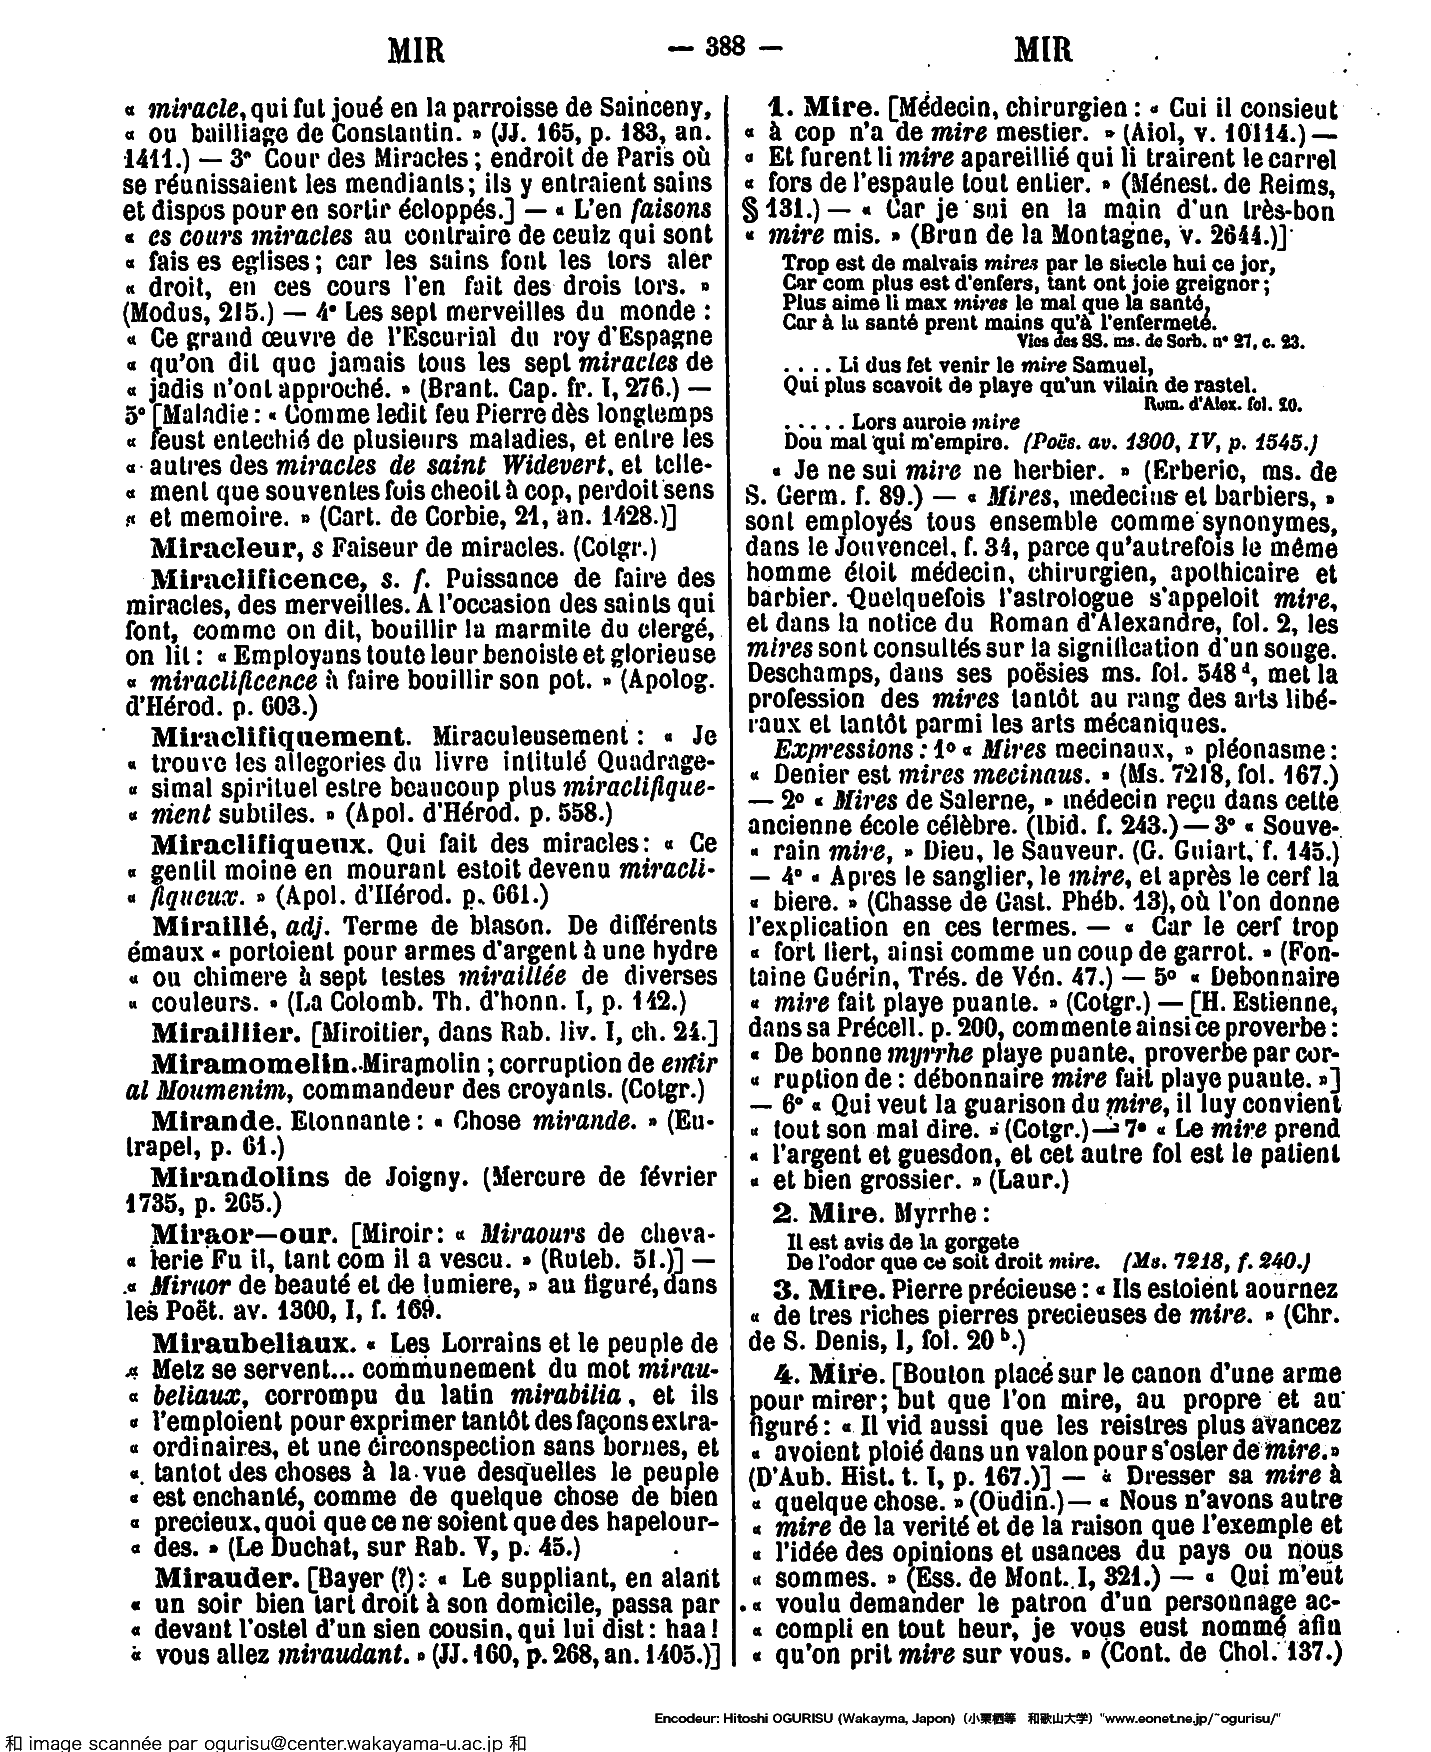 MIR — 388 — MIR
« miracle, qui fut joué en la parroisse de Sainceny,
« ou bailliage de Constantin. » (JJ. 165, p. 183, an.
1411.) — 3° Cour des Miracles ; endroit de Paris où
se réunissaient les mendiants ; ils y entraient sains
et dispos pour en sortir écloppés.] — « L'en faisons
« es cours miracles au contraire de ceulz qui sont
« fais es eglises ; car les sains font les tors aler
« droit, en ces cours l'en fait des drois tors. »
(Modus, 215.) — 4° Les sept merveilles du monde :
« Ce grand œuvre de l'Escurial du roy d'Espagne
« qu'on dit que jamais tous les sept miracles de
« jadis n'ont approché. » (Brant. Cap. fr. I, 276.) —
5° [Maladie : « Comme ledit feu Pierre dès longtemps
« feust entechié de plusieurs maladies, et entre les
« autres des miracles de saint Widevert, et telle-
« ment que souventes fois cheoit à cop, perdoit sens
« et memoire. » (Cart. de Corbie, 21, an. 1428.)]
Miracleur, s Faiseur de miracles. (Cotgr.)
Miraclificence, s. f. Puissance de faire des
miracles, des merveilles. A l'occasion des saints qui
font, comme on dit, bouillir la marmite du clergé,
on lit : « Employans toute leur benoiste et glorieuse
« miraclificence à faire bouillir son pot. » (Apolog.
d'Hérod. p. 603.)
Miraclifiquement. Miraculeusement : « Je
« trouve les allegories du livre intitulé Quadrage-
« simal spirituel estre beaucoup plus miraclifique-
« ment subtiles. » (Apol. d'Hérod. p. 558.)
Miraclifiqueux. Qui fait des miracles : « Ce
« gentil moine en mourant estoit devenu miracli-
« fiqueux. » (Apol. d'Hérod. p. 661.)
Miraillé, adj. Terme de blason. De différents
émaux « portoient pour armes d'argent à une hydre
« ou chimere à sept testes miraillée de diverses
« couleurs. » (La Colomb. Th. d'honn. I, p. 142.)
Miraillier. [Miroitier, dans Rab. liv. I, ch. 24.]
Miramomelin. Miramolin ; corruption de emir
al Moumenim, commandeur des croyants. (Cotgr.)
Mirande. Etonnante : « Chose mirande. » (Eu-
trapel, p. 61.)
Mirandolins de Joigny. (Mercure de février
1735, p. 265.)
Miraor—our. [Miroir : « Miraours de cheva-
« lerie Fu il, tant com il a vescu. » (Ruteb. 51.)] —
« Miraor de beauté et de lumiere, » au figuré, dans
les Poët. av. 1300, I, f. 169.
Miraubeliaux. « Les Lorrains et le peuple de
« Metz se servent... communement du mot mirau-
« beliaux, corrompu du latin mirabilia, et ils
« l'emploient pour exprimer tantôt des façons extra-
« ordinaires, et une circonspection sans bornes, et
« tantot des choses à la vue desquelles le peuple
« est enchanté, comme de quelque chose de bien
« precieux, quoi que ce ne soient que des hapelour-
« des. » (Le Duchat, sur Rab. V, p. 45.)
Mirauder. [Bayer (?) : « Le suppliant, en alant
« un soir bien tart droit à son domicile, passa par
« devant l'ostel d'un sien cousin, qui lui dist : haa !
« vous allez miraudant. » (JJ. 160, p. 268, an. 1405.)]
1. Mire. [Médecin, chirurgien : « Cui il consieut
« à cop n'a de mire mestier. » (Aiol, v. 10114.) —
« Et furent li mire apareillié qui li trairent le carrel
« fors de l'espaule tout entier. » (Ménest. de Reims,
§ 131.) — « Car je sui en la main d'un très-bon
« mire mis. » (Brun de la Montagne, v. 2644.)]
Trop est de malvais mires par le siecle hui ce jor,
Car com plus est d'enfers, tant ont joie greignor ;
Plus aime li max mires le mal que la santé,
Car à la santé prent mains qu'à l'enfermeté.
Vies des SS. ms. de Sorb. n° 27, c. 23.
. . . . Li dus fet venir le mire Samuel,
Qui plus scavoit de playe qu'un vilain de rastel.
Rom. d'Alex. fol. 20.
. . . . . Lors auroie mire
Dou mal qui m'empire. (Poës. av. 1300, IV, p. 1545.)
« Je ne sui mire ne herbier. » (Erberie, ms. de
S. Germ. f. 89.) — « Mires, medecins et barbiers, »
sont employés tous ensemble comme synonymes,
dans le Jouvencel, f. 34, parce qu'autrefois le même
homme étoit médecin, chirurgien, apothicaire et
barbier. Quelquefois l'astrologue s'appeloit mire,
et dans la notice du Roman d'Alexandre, fol. 2, les
mires sont consultés sur la signification d'un songe.
Deschamps, dans ses poësies ms. fol. 548 d, met la
profession des mires tantôt au rang des arts libé-
raux et tantôt parmi les arts mécaniques.
Expressions : 1° « Mires mecinaux, » pléonasme :
« Denier est mires mecinaus. » (Ms. 7218, fol. 167.)
— 2° « Mires de Salerne, » médecin reçu dans cette
ancienne école célèbre. (Ibid. f. 243.) — 3° « Souve-
« rain mire, » Dieu, le Sauveur. (G. Guiart, f. 145.)
— 4° « Apres le sanglier, le mire, et après le cerf la
« biere. » (Chasse de Gast. Phéb. 13), où l'on donne
l'explication en ces termes. — « Car le cerf trop
« fort fiert, ainsi comme un coup de garrot. » (Fon-
taine Guérin, Trés. de Vén. 47.) — 5° « Debonnaire
« mire fait playe puante. » (Cotgr.) — [H. Estienne,
dans sa Précell. p. 200, commente ainsi ce proverbe :
« De bonne myrrhe playe puante, proverbe par cor-
« ruption de : débonnaire mire fait playe puante. »]
— 6° « Qui veut la guarison du mire, il luy convient
« tout son mal dire. » (Cotgr.) — 7° « Le mire prend
« l'argent et guesdon, et cet autre fol est le patient
« et bien grossier. » (Laur.)
2. Mire. Myrrhe :
Il est avis de la gorgete
De l'odor que ce soit droit mire. (Ms. 7218, f. 240.)
3. Mire. Pierre précieuse : « Ils estoient aournez
« de tres riches pierres precieuses de mire. » (Chr.
de S. Denis, I, fol. 20 b.)
4. Mire. [Bouton placé sur le canon d'une arme
pour mirer ; but que l'on mire, au propre et au
figuré : « Il vid aussi que les reistres plus avancez
« avoient ploié dans un valon pour s'oster de mire. »
(D'Aub. Hist. t. I, p. 167.)] — « Dresser sa mire à
« quelque chose. » (Oudin.) — « Nous n'avons autre
« mire de la verité et de la raison que l'exemple et
« l'idée des opinions et usances du pays ou nous
« sommes. » (Ess. de Mont. I, 321.) — « Qui m'eut
« voulu demander le patron d'un personnage ac-
« compli en tout heur, je vous eust nommé afin
« qu'on prit mire sur vous. » (Cont. de Chol. 137.)
Encodeur: Hitoshi OGURISU (Wakayma, Japon) (小栗栖等 和歌山大学) "www.eonet.ne.jp/~ogurisu/"
和 image scannée par ogurisu@center.wakayama-u.ac.jp 和